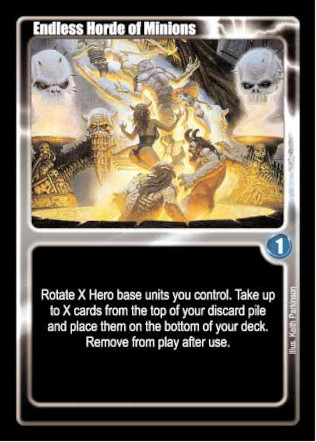 Endless Horde of Minions
1
Rotate X Hero base units you control. Take up
to X cards from the top of your discard pile
and place them on the bottom of your deck.
Remove from play after use.
Illus. Keith Parkinson